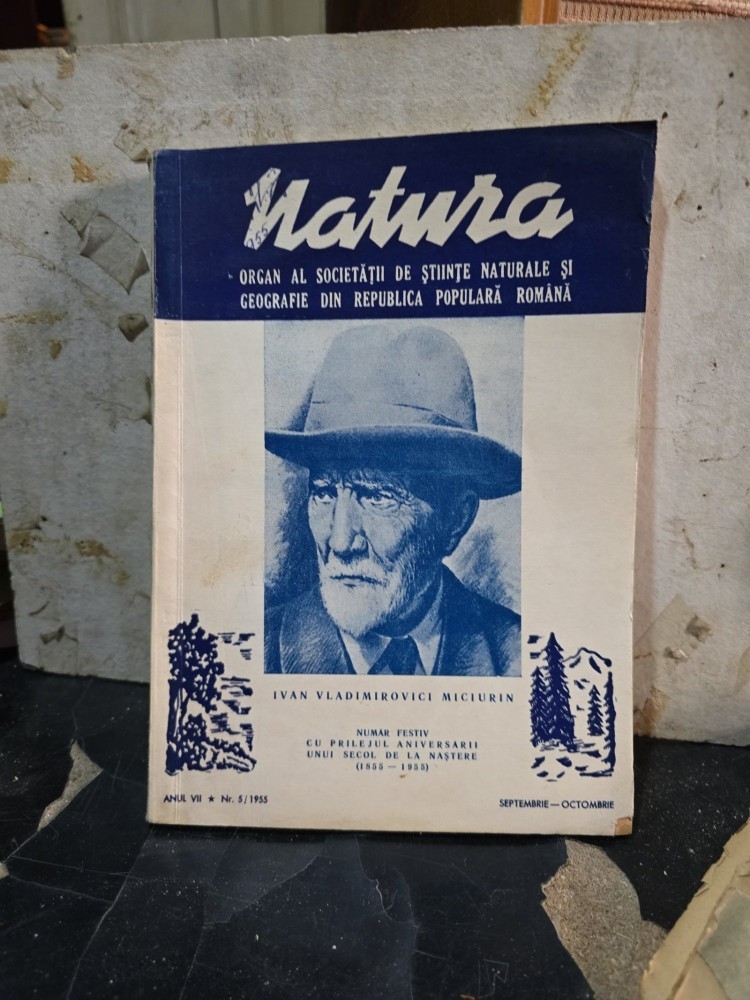 Natura
ORGAN AL SOCIETĂȚII DE ȘTIINȚE NATURALE ȘI
GEOGRAFIE DIN REPUBLICA POPULARĂ ROMÂNĂ
IVAN VLADIMIROVICI MICIURIN
NUMĂR FESTIV
CU PRILEJUL ANIVERSĂRII
UNUI SECOL DE LA NAȘTERE
(1855 — 1955)
ANUL VII ★ Nr. 5/1955
SEPTEMBRIE—OCTOMBRIE